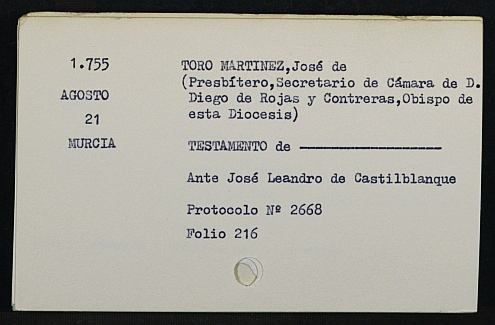 1.755 TORO MARTINEZ,José de
(Presbítero,Secretario de Cámara de D.
AGOSTO Diego de Rojas y Contreras,Obispo de
21 esta Diocesis)
MURCIA TESTAMENTO de ———————
Ante José Leandro de Castilblanque
Protocolo Nº 2668
Folio 216